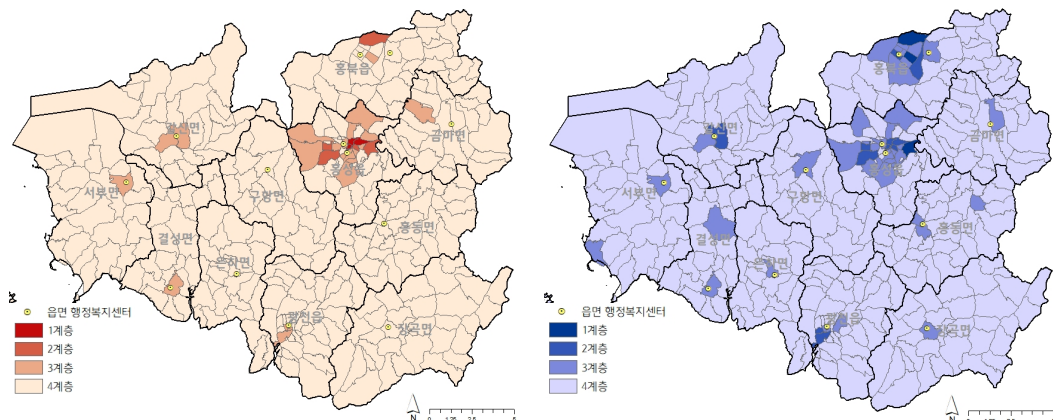 홍북읍
갈산면
금마면
홍성읍
서부면
구항면
홍동면
결성면
은하면
광천읍
장곡면
읍면 행정복지센터
1계층
2계층
3계층
4계층
N
홍북읍
갈산면
금마면
홍성읍
서부면
구항면
홍동면
결성면
은하면
광천읍
장곡면
읍면 행정복지센터
1계층
2계층
3계층
4계층
N